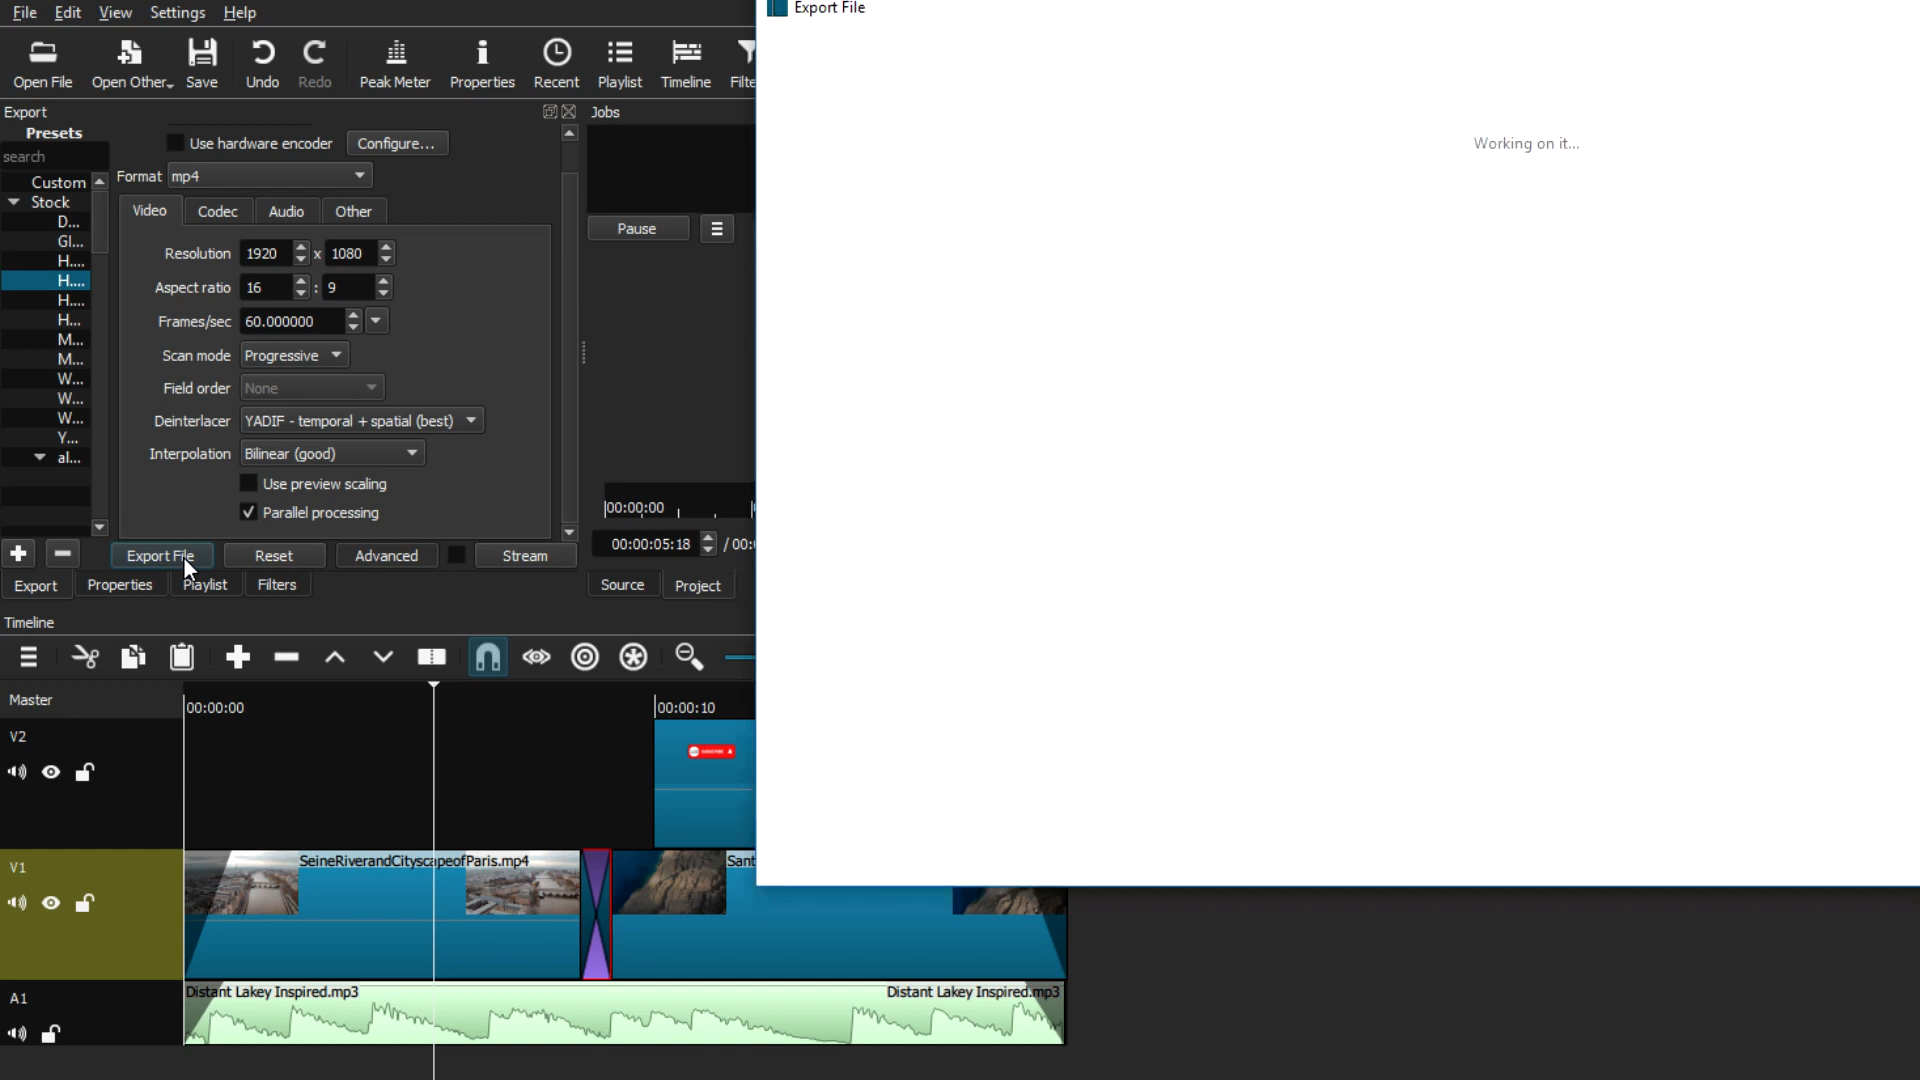 File Edit View Settings Help
Export File
Open File Open Other Save Undo Redo Peak Meter Properties Recent Playlist Timeline Filte
Export
Jobs
Presets
search
Use hardware encoder Configure...
Working on it...
Format mp4
Custom
Stock
D...
Gl...
H....
H....
H....
H...
M...
M...
W...
W...
W...
Y...
al...
Video Codec Audio Other
Pause
Resolution 1920 x 1080
Aspect ratio 16 : 9
Frames/sec 60.000000
Scan mode Progressive
Field order None
Deinterlacer YADIF - temporal + spatial (best)
Interpolation Bilinear (good)
Use preview scaling
Parallel processing
00:00:00
00:00:05:18 / 00:
Export File Reset Advanced Stream
Export Properties Playlist Filters
Source Project
Timeline
Master
00:00:00 00:00:10
V2
SUBSCRIBE
V1
SeineRiverandCityscapeofParis.mp4 Sant
A1
Distant Lakey Inspired.mp3 Distant Lakey Inspired.mp3